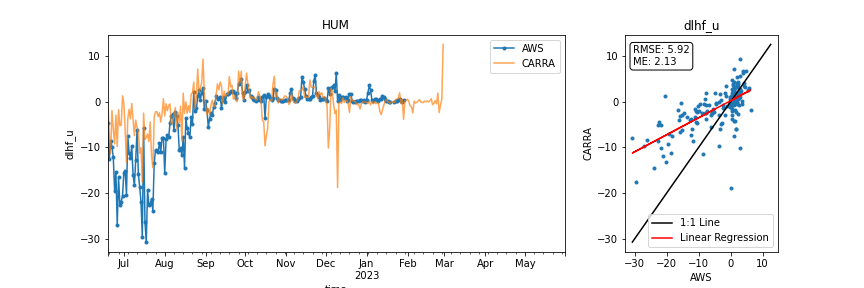 HUM
dlhf_u
10
0
−10
−20
−30
Jul Aug Sep Oct Nov Dec Jan Feb Mar Apr May
2023
AWS
CARRA
dlhf_u
dlhf_u
RMSE: 5.92
ME: 2.13
CARRA
10
0
−10
−20
−30
1:1 Line
Linear Regression
−30 −20 −10 0 10
AWS